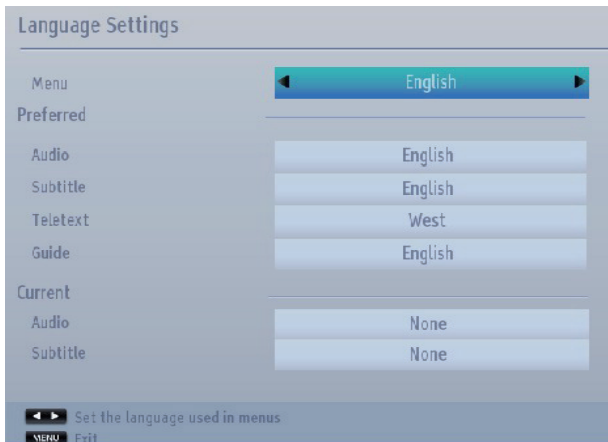 Language Settings
Menu English
Preferred
Audio English
Subtitle English
Teletext West
Guide English
Current
Audio None
Subtitle None
Set the language used in menus
MENU Exit